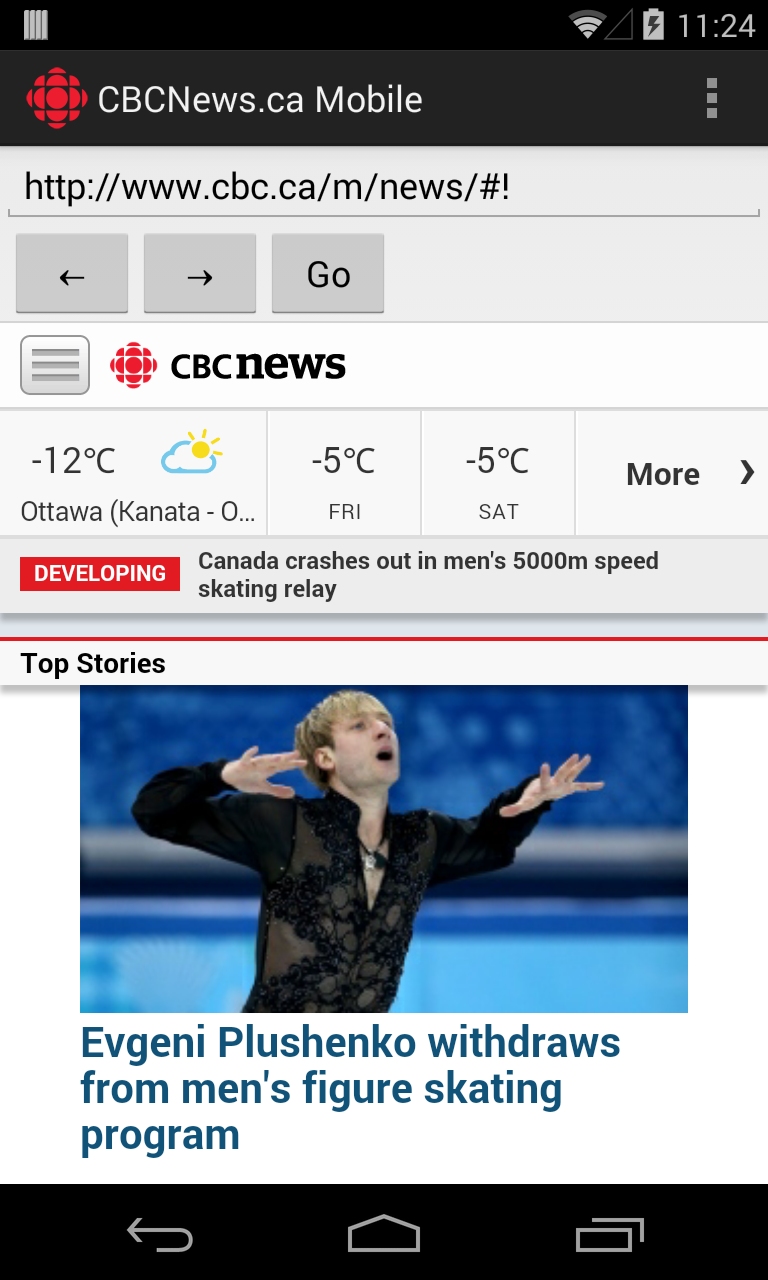 11:24
CBCNews.ca Mobile
http://www.cbc.ca/m/news/#!
← → Go
CBCnews
-12°C -5°C -5°C More ❯
Ottawa (Kanata - O... FRI SAT
DEVELOPING Canada crashes out in men's 5000m speed
skating relay
Top Stories
Evgeni Plushenko withdraws
from men's figure skating
program